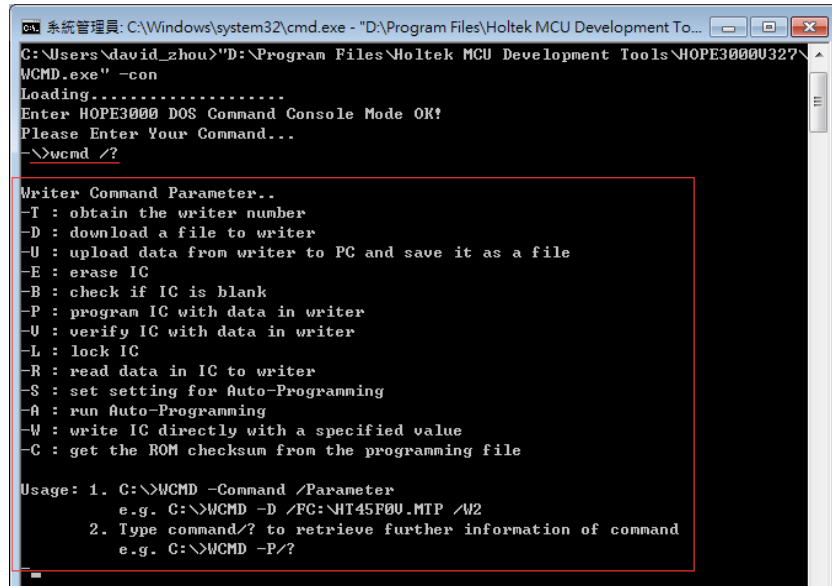 系統管理員: C:\Windows\system32\cmd.exe - "D:\Program Files\Holtek MCU Development To...
C:\Users\david_zhou>"D:\Program Files\Holtek MCU Development Tools\HOPE3000V327\
WCMD.exe" -con
Loading....................
Enter HOPE3000 DOS Command Console Mode OK!
Please Enter Your Command...
-\>wcmd /?
Writer Command Parameter..
-T : obtain the writer number
-D : download a file to writer
-U : upload data from writer to PC and save it as a file
-E : erase IC
-B : check if IC is blank
-P : program IC with data in writer
-V : verify IC with data in writer
-L : lock IC
-R : read data in IC to writer
-S : set setting for Auto-Programming
-A : run Auto-Programming
-W : write IC directly with a specified value
-C : get the ROM checksum from the programming file
Usage: 1. C:\>WCMD -Command /Parameter
e.g. C:\>WCMD -D /FC:\HT45F0V.MTP /W2
2. Type command/? to retrieve further information of command
e.g. C:\>WCMD -P/?
-